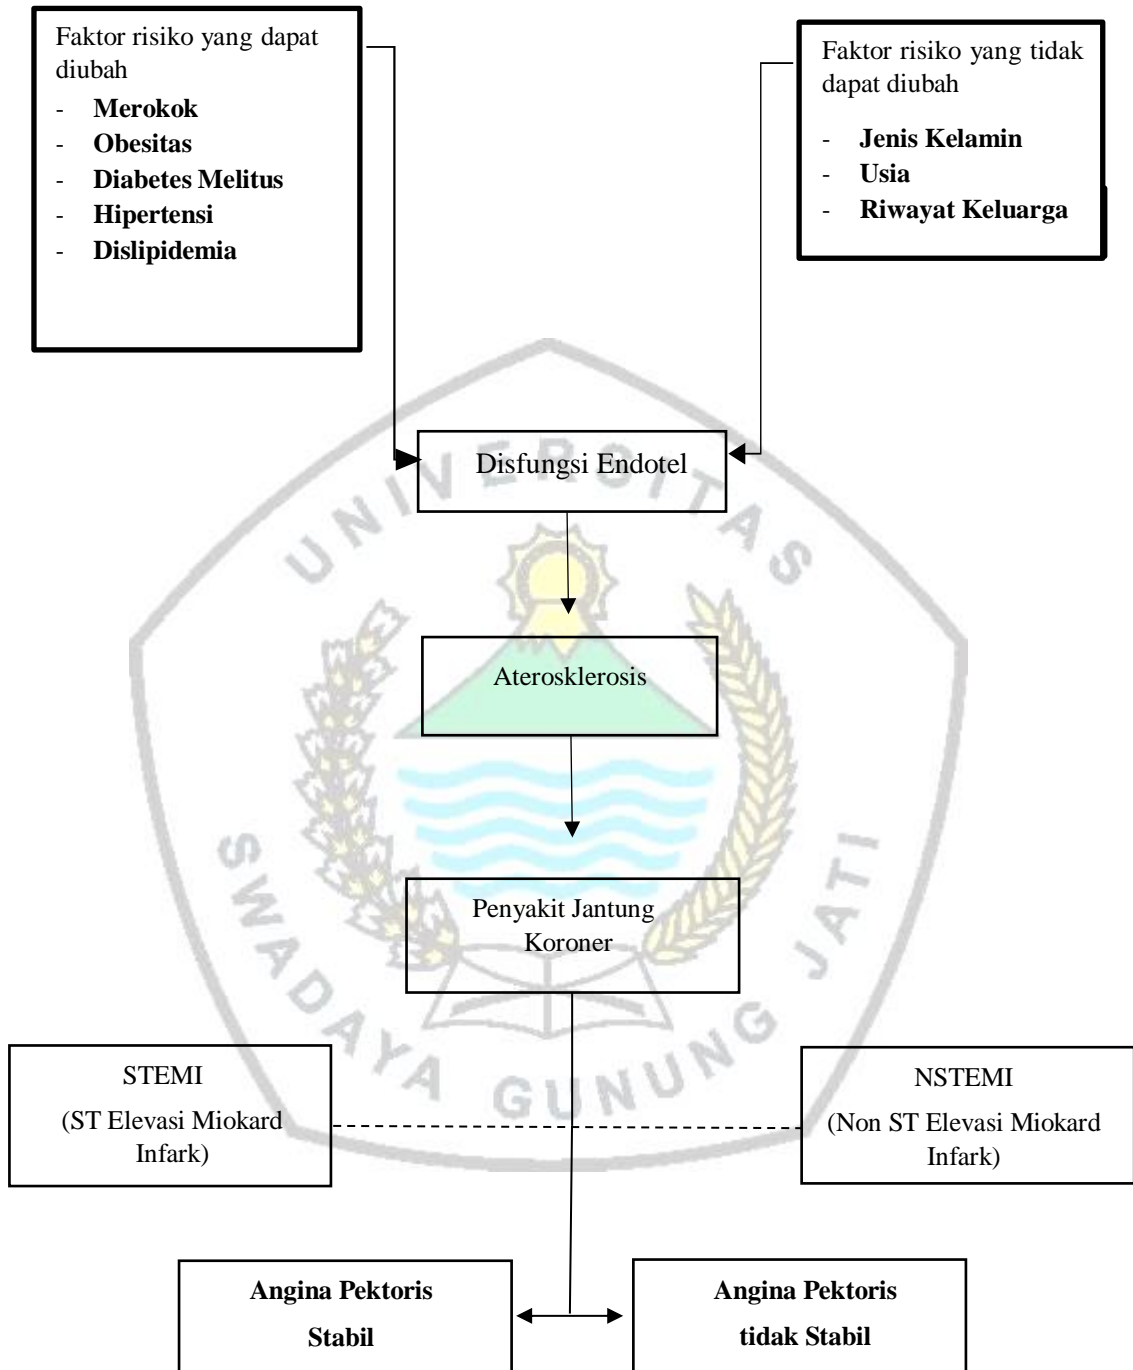 Faktor risiko yang dapat
diubah
- Merokok
- Obesitas
- Diabetes Melitus
- Hipertensi
- Dislipidemia
Faktor risiko yang tidak
dapat diubah
- Jenis Kelamin
- Usia
- Riwayat Keluarga
UNIVERSITAS
Disfungsi Endotel
Aterosklerosis
Penyakit Jantung
Koroner
SWADAYA GUNUNG JATI
STEMI
(ST Elevasi Miokard
Infark)
NSTEMI
(Non ST Elevasi Miokard
Infark)
Angina Pektoris
Stabil
Angina Pektoris
tidak Stabil